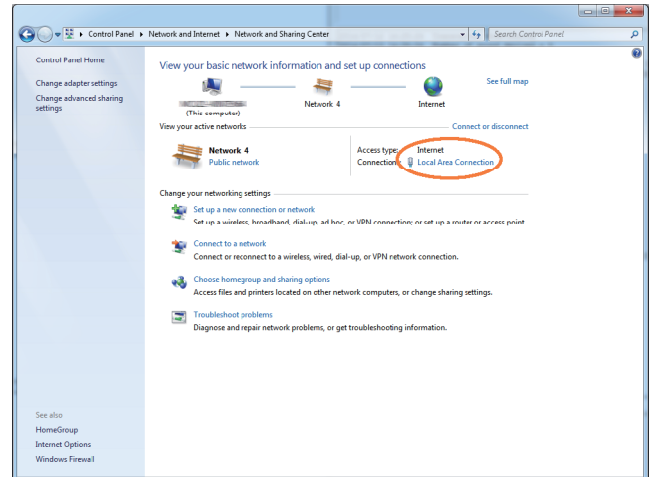 Control Panel ▸ Network and Internet ▸ Network and Sharing Center
Search Control Panel
Control Panel Home
Change adapter settings
Change advanced sharing
settings
See also
HomeGroup
Internet Options
Windows Firewall
View your basic network information and set up connections
See full map
(This computer)
Network 4
Internet
View your active networks
Connect or disconnect
Network 4
Public network
Access type: Internet
Connections: Local Area Connection
Change your networking settings
Set up a new connection or network
Set up a wireless, broadband, dial-up, ad hoc, or VPN connection; or set up a router or access point.
Connect to a network
Connect or reconnect to a wireless, wired, dial-up, or VPN network connection.
Choose homegroup and sharing options
Access files and printers located on other network computers, or change sharing settings.
Troubleshoot problems
Diagnose and repair network problems, or get troubleshooting information.